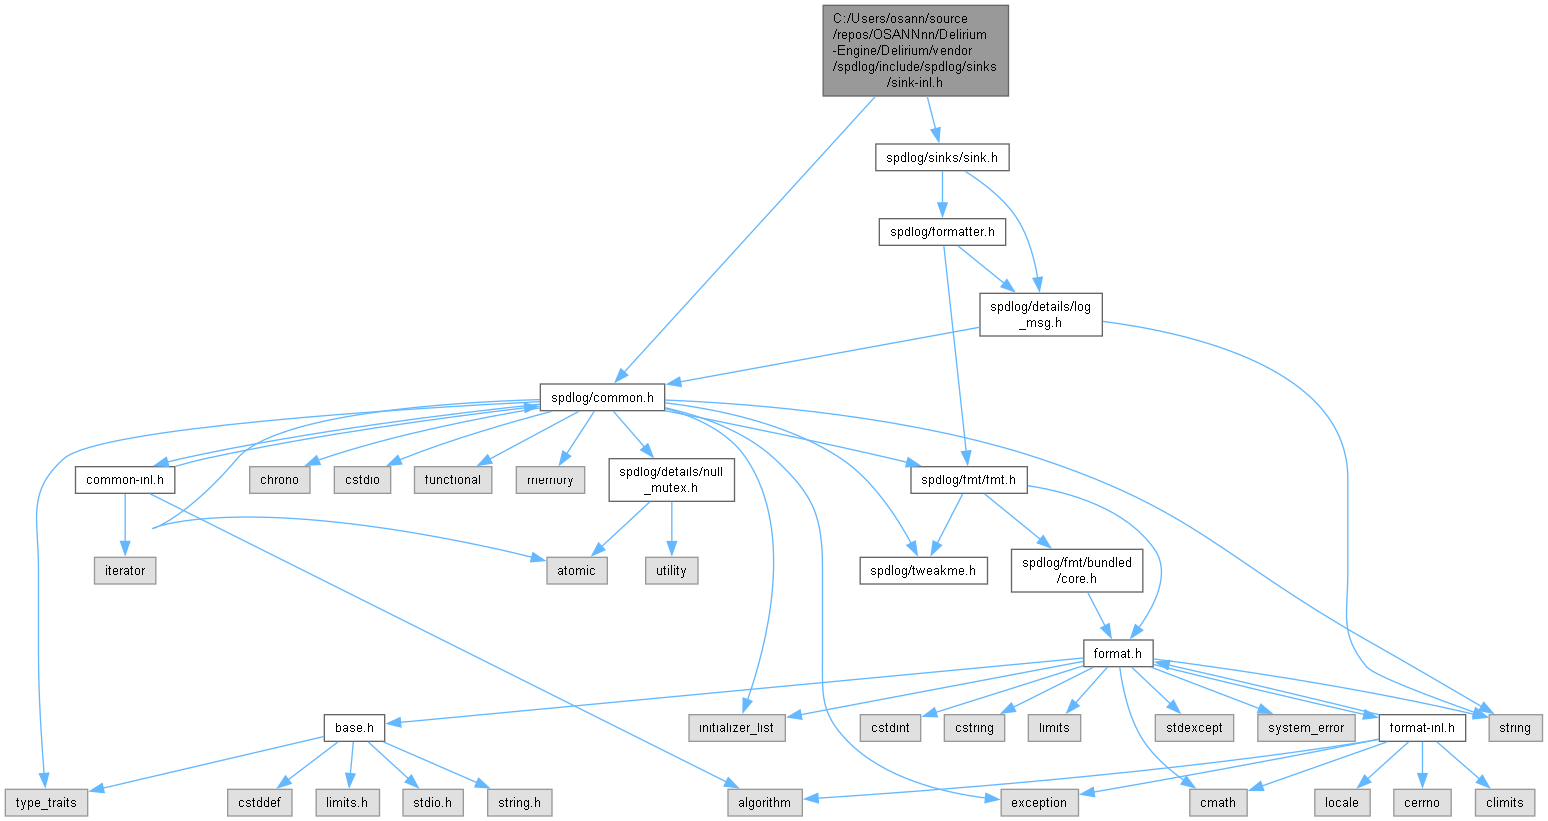 C:/Users/osann/source
/repos/OSANNnn/Delirium
-Engine/Delirium/vendor
/spdlog/include/spdlog/sinks
/sink-inl.h
spdlog/sinks/sink.h
spdlog/formatter.h
spdlog/details/log
_msg.h
spdlog/common.h
common-inl.h
chrono
cstdio
functional
memory
spdlog/details/null
_mutex.h
spdlog/fmt/fmt.h
iterator
atomic
utility
spdlog/tweakme.h
spdlog/fmt/bundled
/core.h
format.h
base.h
initializer_list
cstdint
cstring
limits
stdexcept
system_error
format-inl.h
string
type_traits
cstddef
limits.h
stdio.h
string.h
algorithm
exception
cmath
locale
cerrno
climits